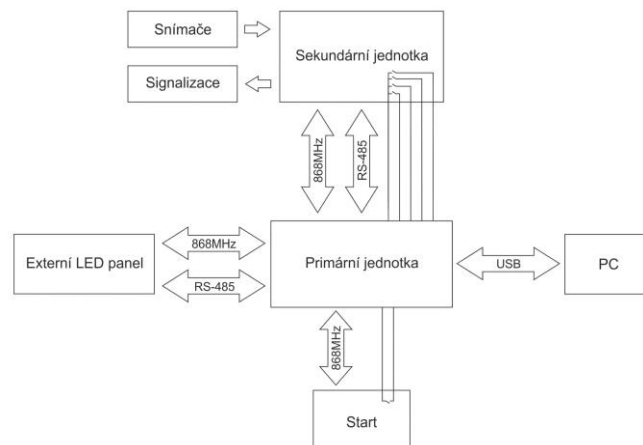 Snímače
Sekundární jednotka
Signalizace
868MHz
RS-485
868MHz
Externí LED panel
Primární jednotka
USB
PC
RS-485
868MHz
Start